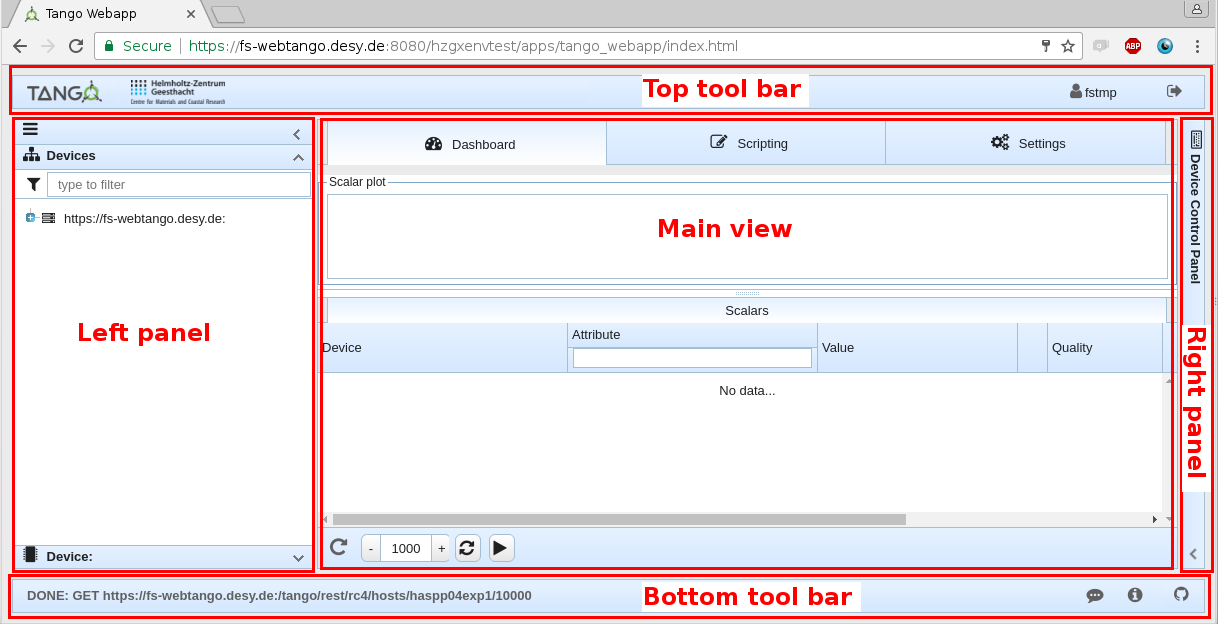 Tango Webapp
Secure
https://fs-webtango.desy.de:8080/hzgxenvtest/apps/tango_webapp/index.html
ABP
TANGO
Helmholtz-Zentrum
Geesthacht
Centre for Materials and Coastal Research
Top tool bar
fstmp
Devices
type to filter
https://fs-webtango.desy.de:
Left panel
Device:
Dashboard
Scripting
Settings
Scalar plot
Main view
Scalars
Device
Attribute
Value
Quality
No data...
- 1000 +
Device Control Panel
Right panel
DONE: GET https://fs-webtango.desy.de:/tango/rest/rc4/hosts/haspp04exp1/10000
Bottom tool bar